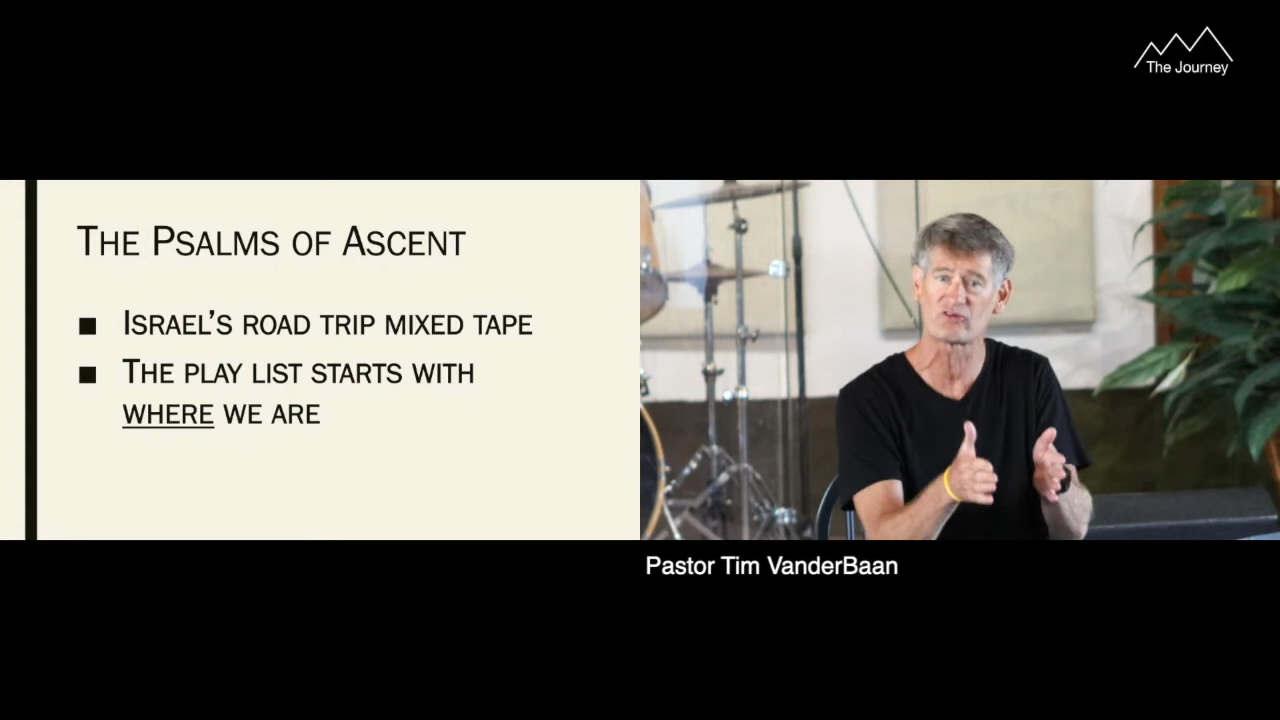 The Journey
The Psalms of Ascent
■ Israel's road trip mixed tape
■ The play list starts with
where we are
Pastor Tim VanderBaan